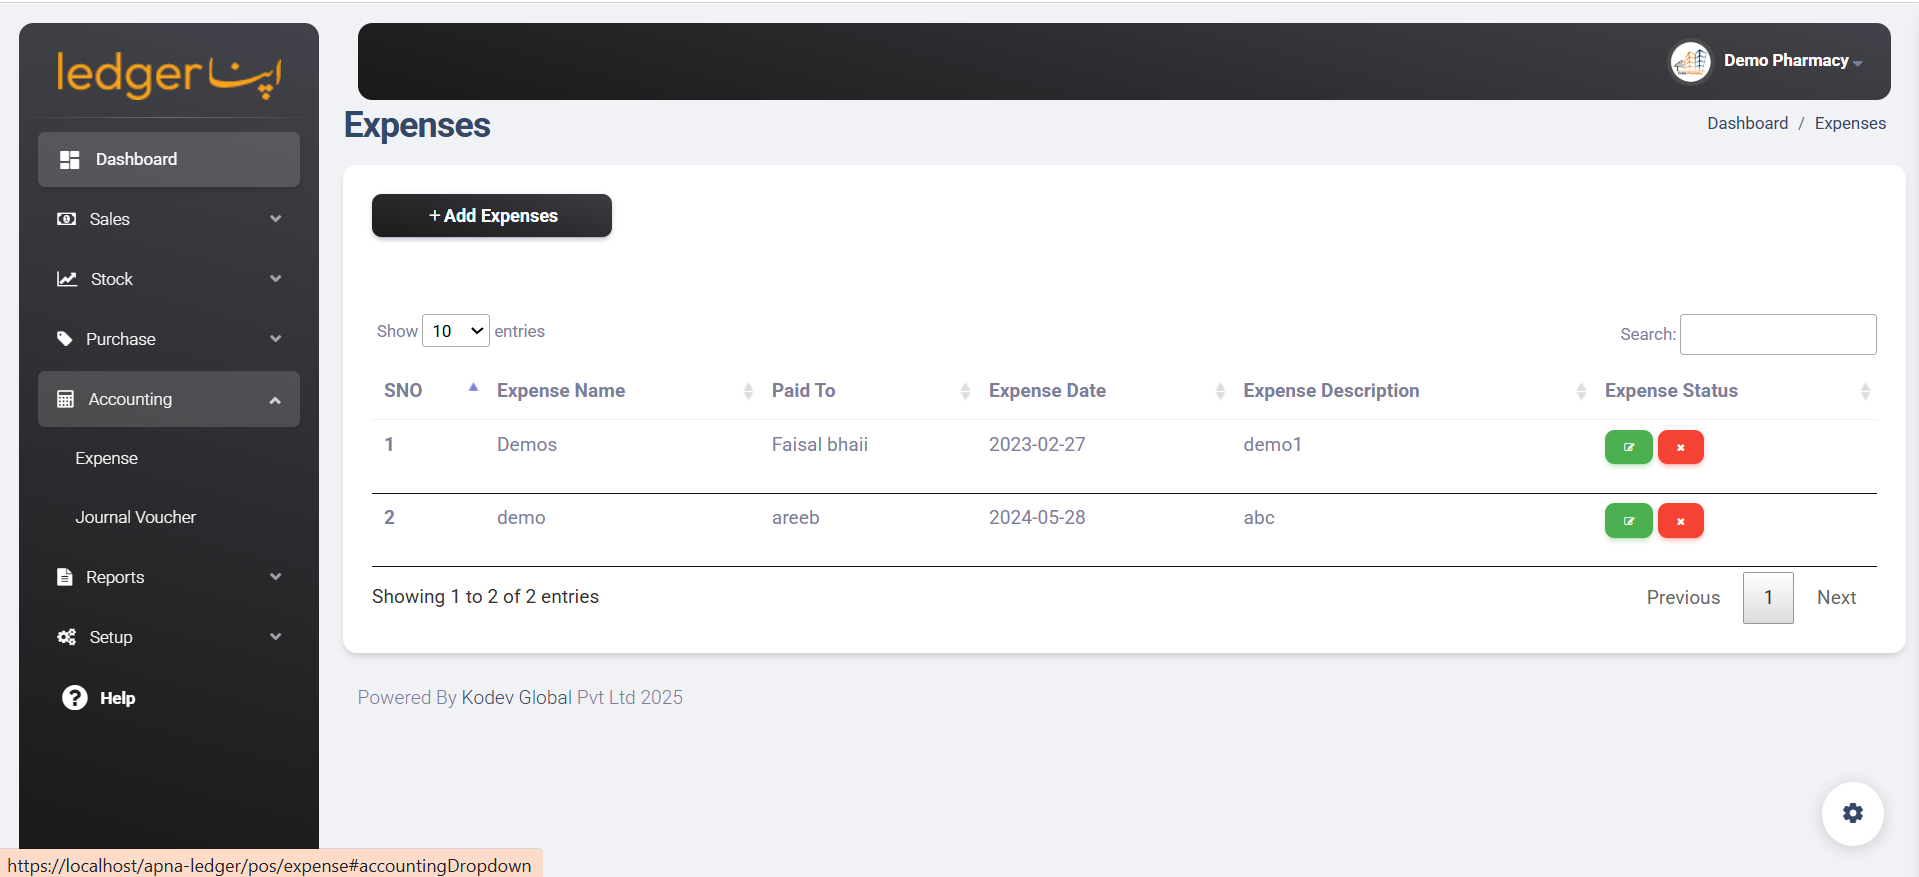 ledger اپنا
Demo Pharmacy
Expenses
Dashboard / Expenses
Dashboard
Sales
Stock
Purchase
Accounting
Expense
Journal Voucher
Reports
Setup
Help
+ Add Expenses
Show 10 entries
Search:
SNO Expense Name Paid To Expense Date Expense Description Expense Status
1 Demos Faisal bhaii 2023-02-27 demo1
2 demo areeb 2024-05-28 abc
Showing 1 to 2 of 2 entries
Previous 1 Next
Powered By Kodev Global Pvt Ltd 2025
https://localhost/apna-ledger/pos/expense#accountingDropdown